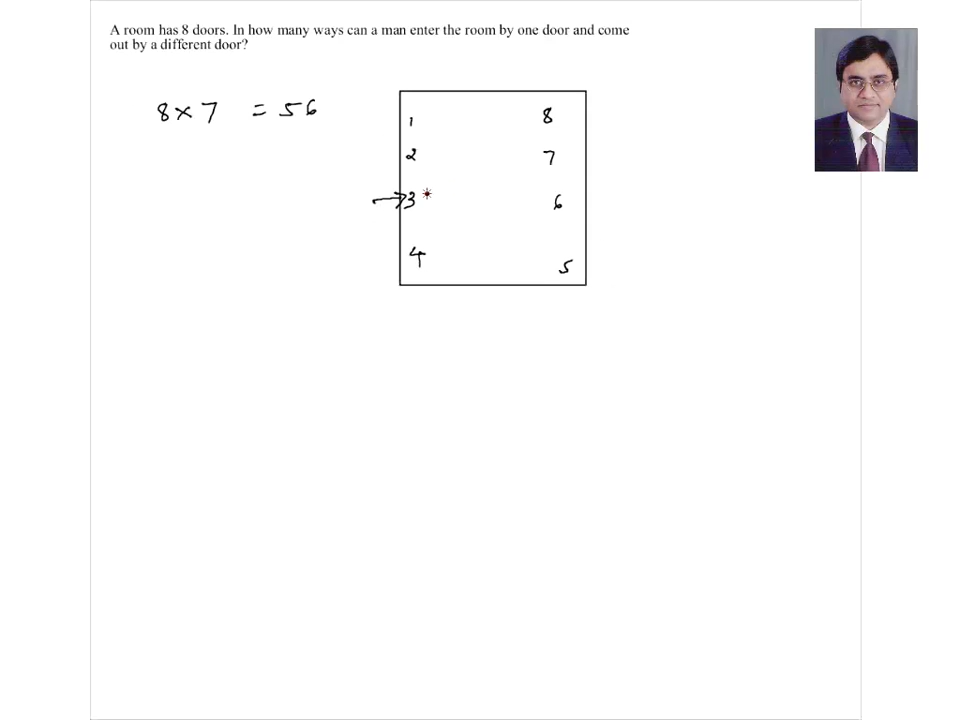 A room has 8 doors. In how many ways can a man enter the room by one door and come
out by a different door?
8 × 7 = 56
1 8
2 7
→3 6
4 5